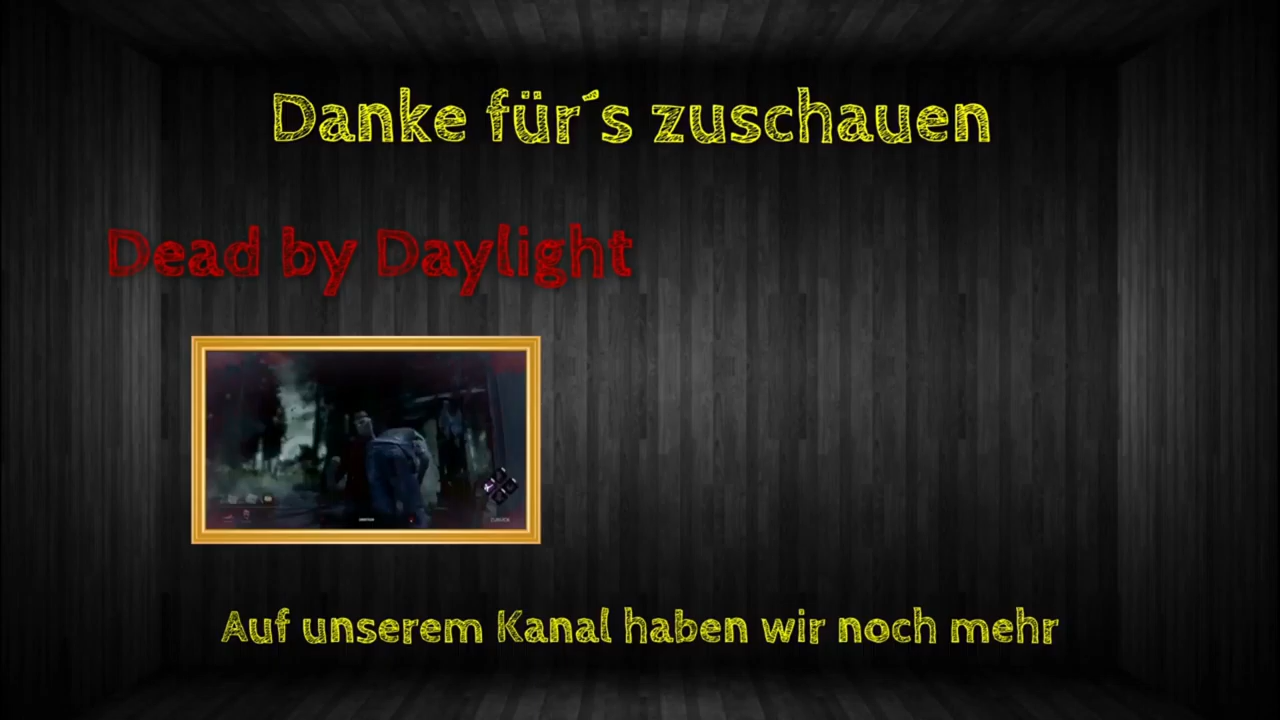 Danke für´s zuschauen
Dead by Daylight
Auf unserem Kanal haben wir noch mehr